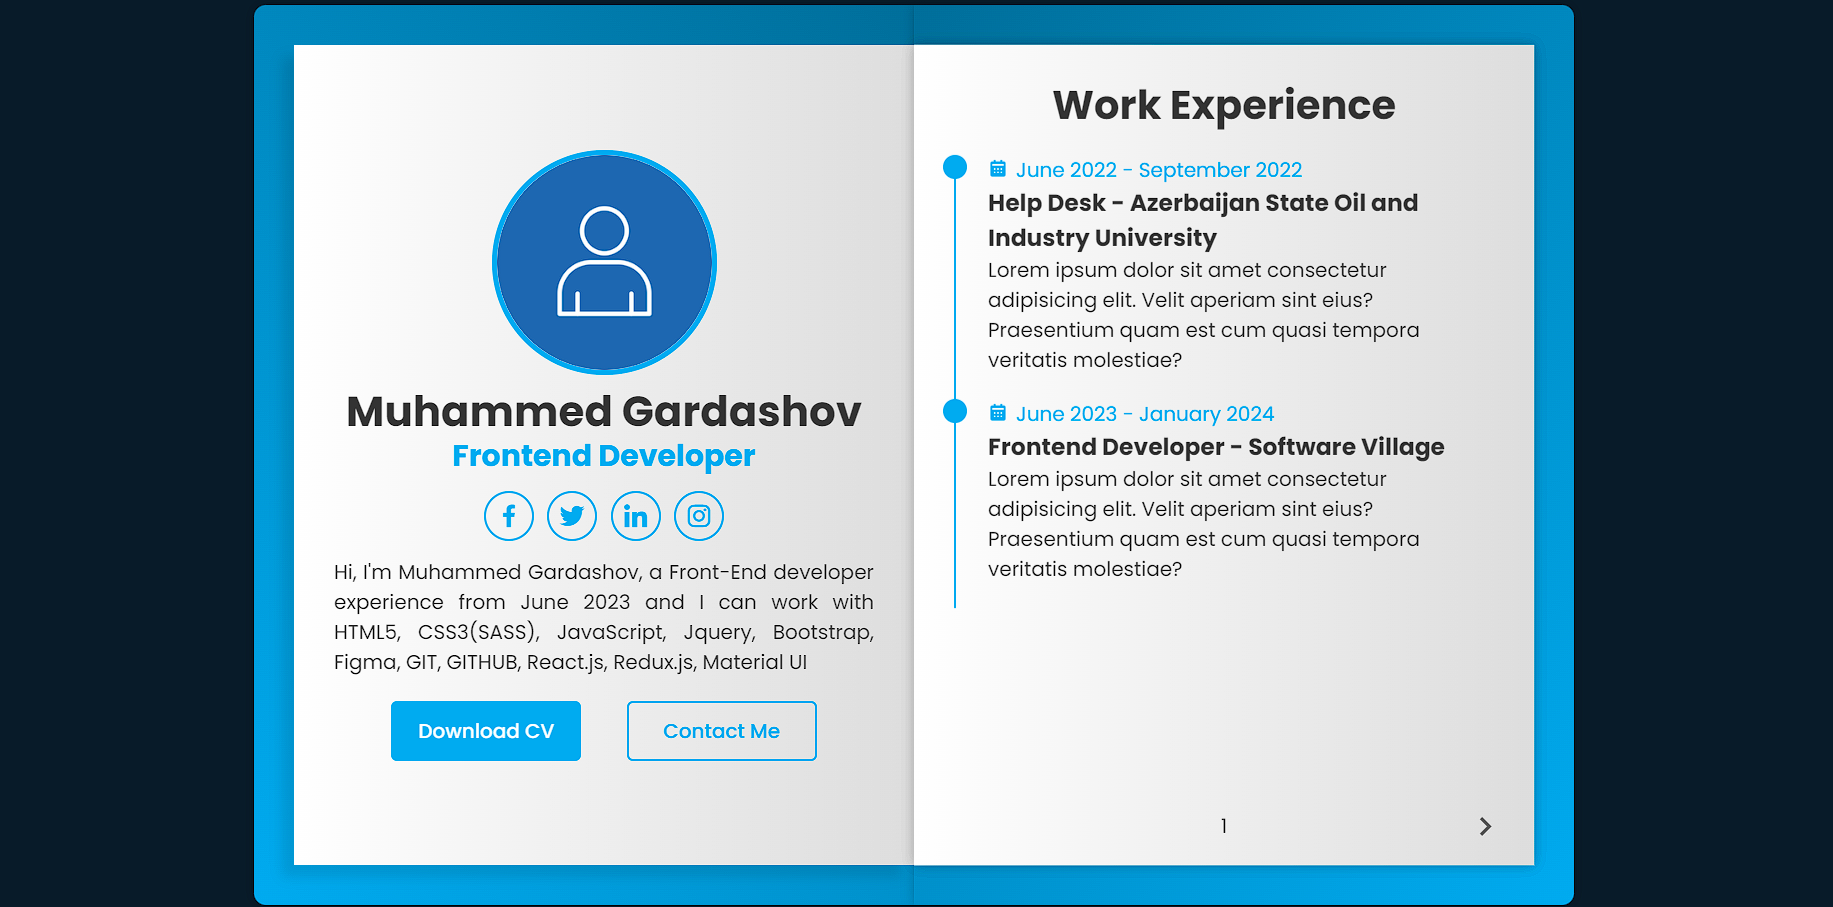 Muhammed Gardashov
Frontend Developer
Hi, I'm Muhammed Gardashov, a Front-End developer
experience from June 2023 and I can work with
HTML5, CSS3(SASS), JavaScript, Jquery, Bootstrap,
Figma, GIT, GITHUB, React.js, Redux.js, Material UI
Download CV
Contact Me
Work Experience
June 2022 - September 2022
Help Desk - Azerbaijan State Oil and
Industry University
Lorem ipsum dolor sit amet consectetur
adipisicing elit. Velit aperiam sint eius?
Praesentium quam est cum quasi tempora
veritatis molestiae?
June 2023 - January 2024
Frontend Developer - Software Village
Lorem ipsum dolor sit amet consectetur
adipisicing elit. Velit aperiam sint eius?
Praesentium quam est cum quasi tempora
veritatis molestiae?
1